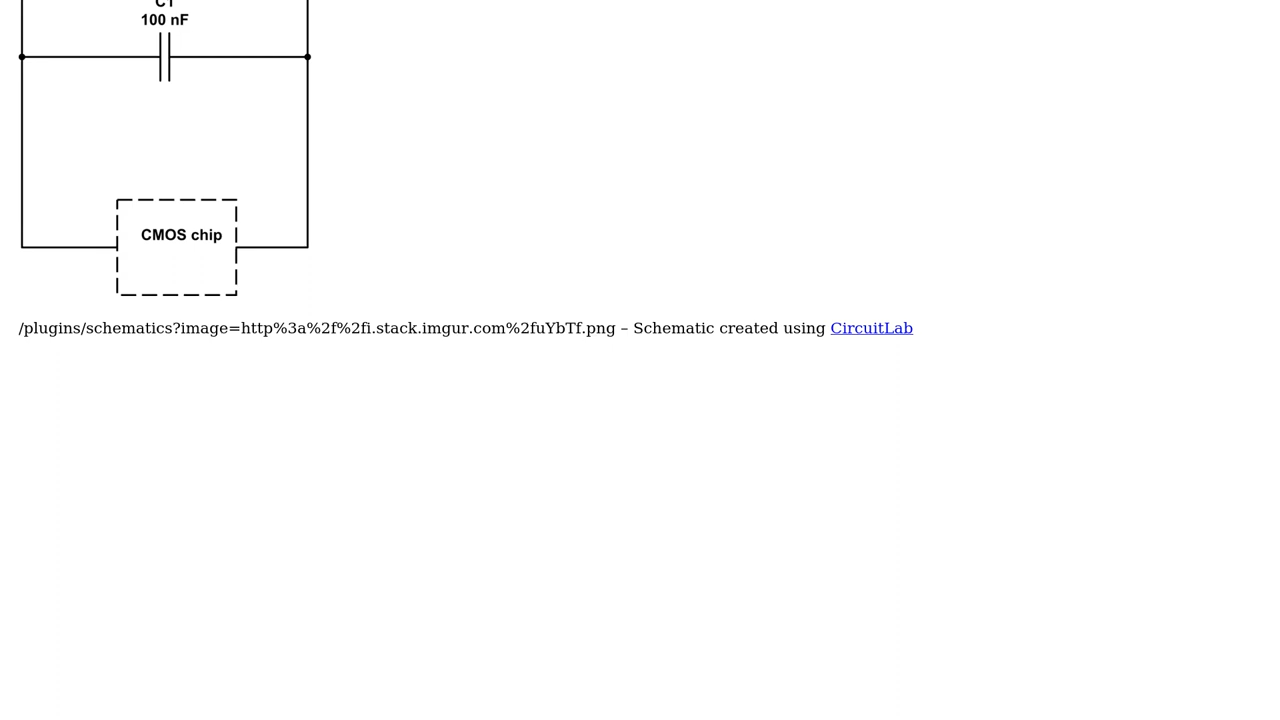 C1
100 nF
CMOS chip
/plugins/schematics?image=http%3a%2f%2fi.stack.imgur.com%2fuYbTf.png – Schematic created using CircuitLab